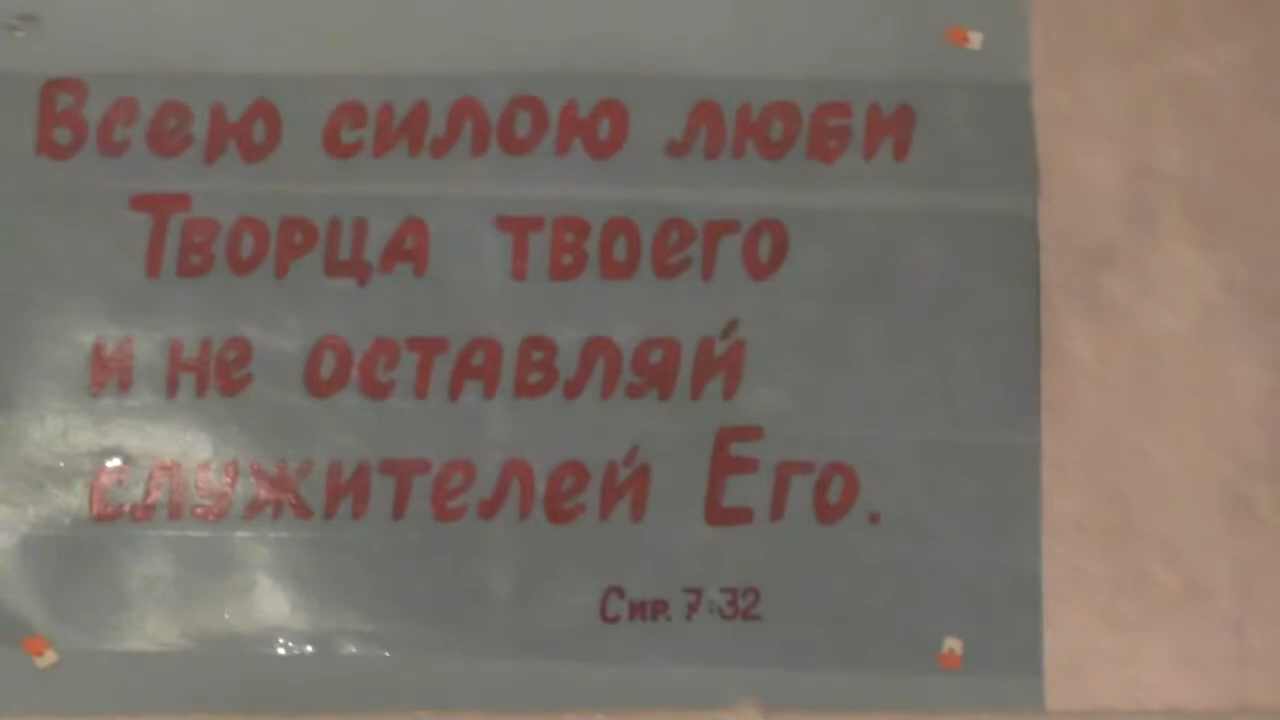 Всею силою люби
Творца твоего
и не оставляй
служителей Его.
Сир. 7:32